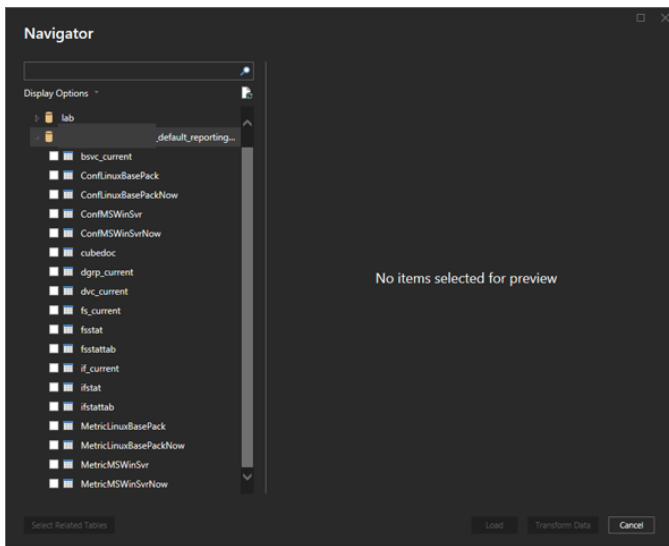 Navigator
Display Options
lab
_default_reporting...
bsvc_current
ConfLinuxBasePack
ConfLinuxBasePackNow
ConfMSWinSvr
ConfMSWinSvrNow
cubedoc
dgrp_current
dvc_current
fs_current
fsstat
fsstattab
if_current
ifstat
ifstattab
MetricLinuxBasePack
MetricLinuxBasePackNow
MetricMSWinSvr
MetricMSWinSvrNow
No items selected for preview
Select Related Tables
Load
Transform Data
Cancel